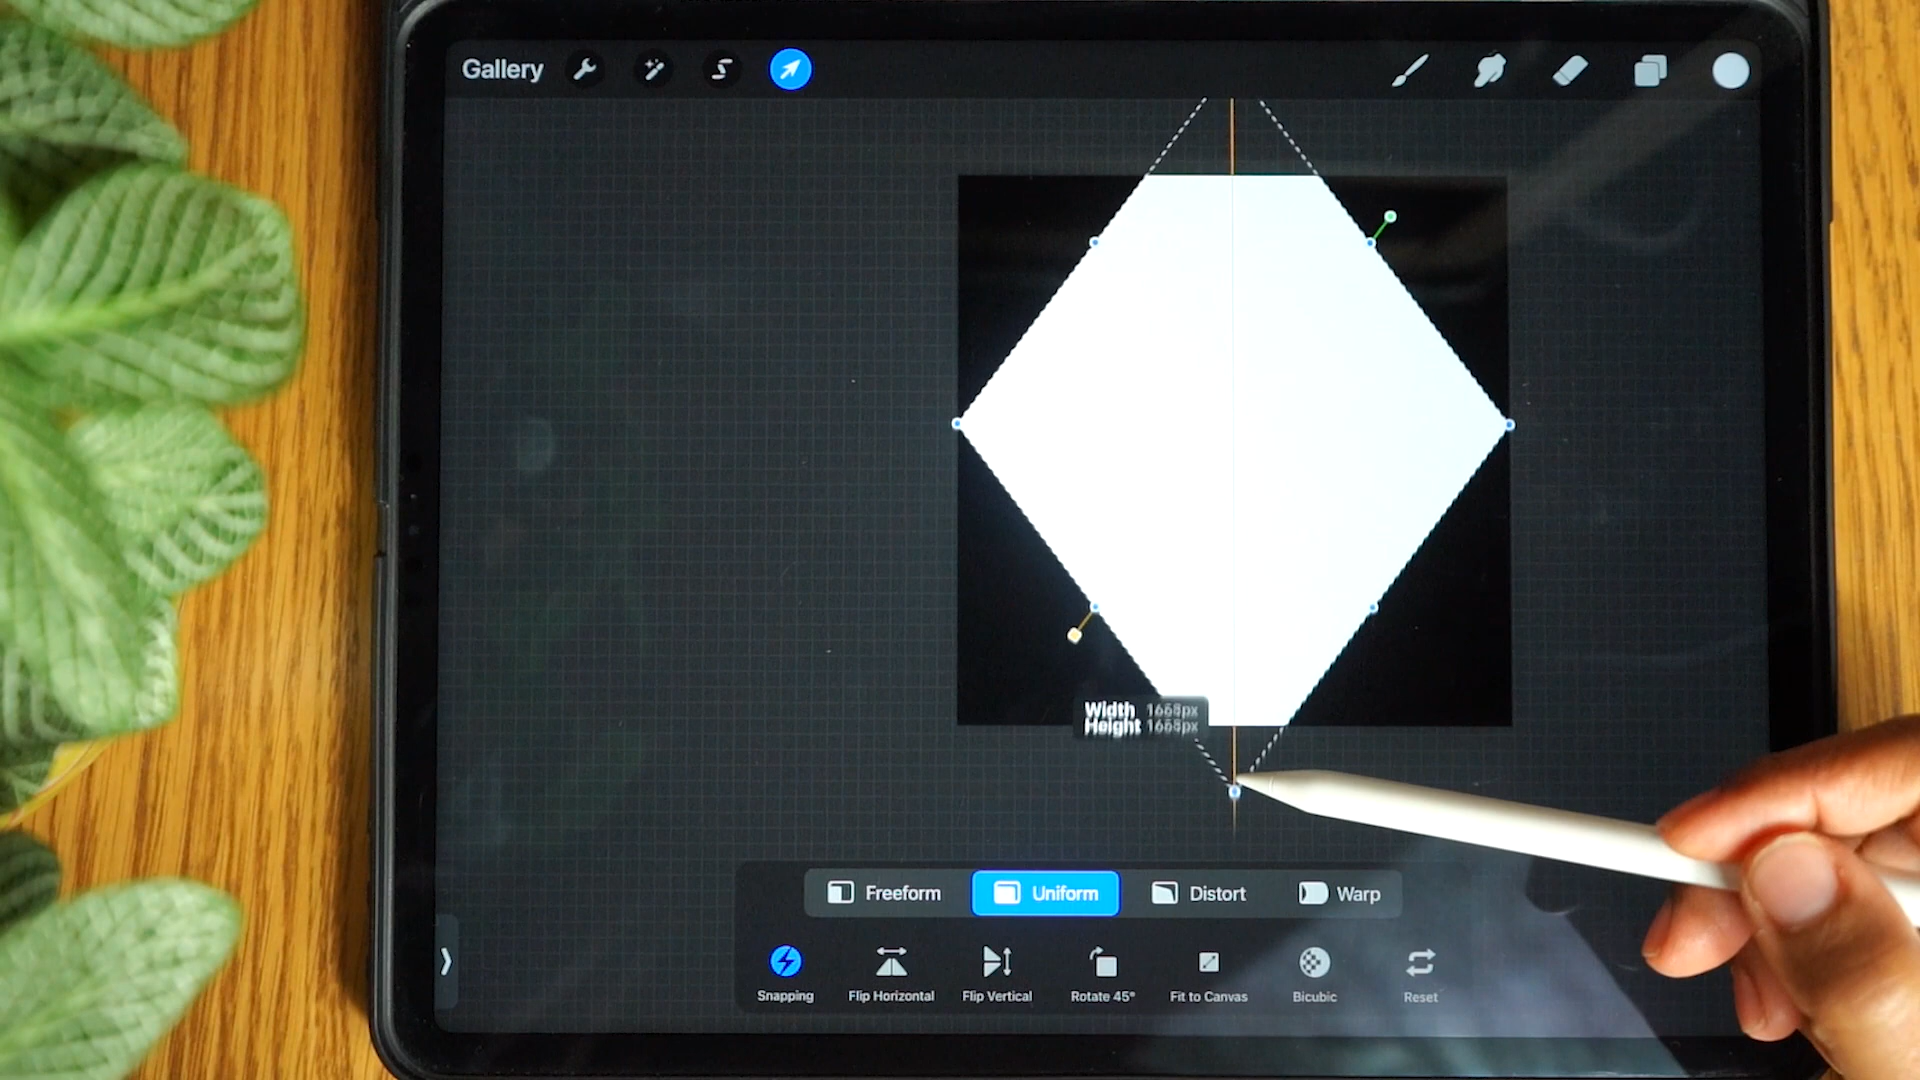 Gallery
Width
Height
Freeform
Uniform
Distort
Warp
Snapping
Flip Horizontal
Flip Vertical
Rotate 45°
Fit to Canvas
Bicubic
Reset